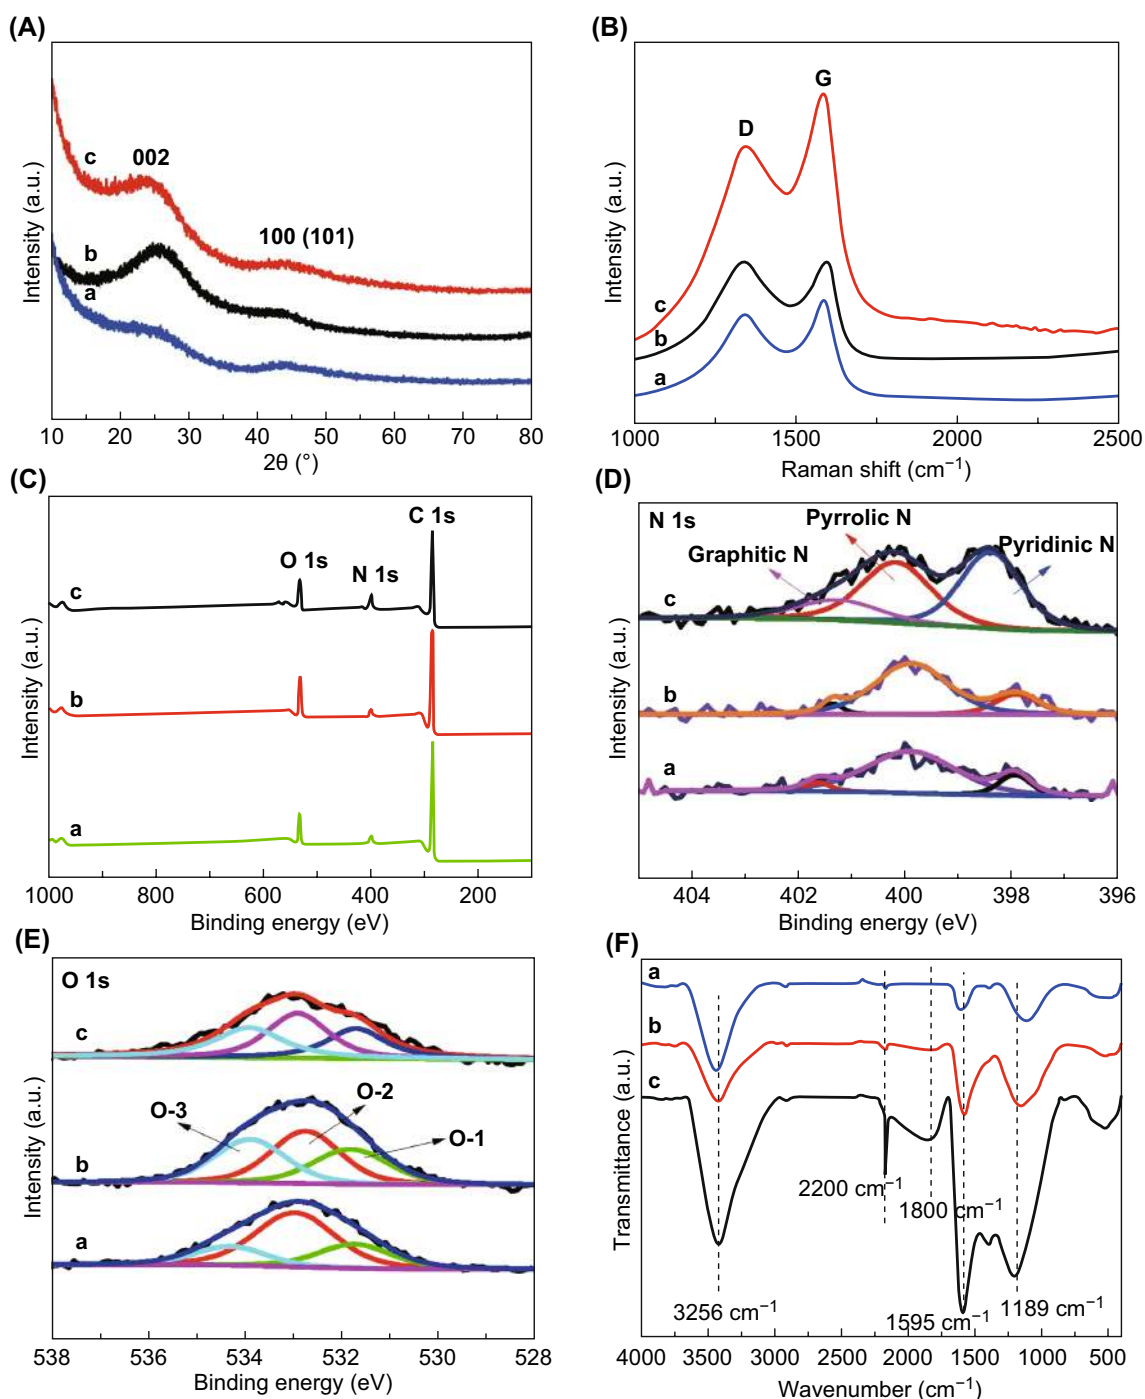 (A)
c
002
b
100 (101)
a
Intensity (a.u.)
10 20 30 40 50 60 70 80
2θ (°)
(B)
G
D
c
b
a
Intensity (a.u.)
1000 1500 2000 2500
Raman shift (cm−1)
(C)
C 1s
O 1s
N 1s
c
b
a
Intensity (a.u.)
1000 800 600 400 200
Binding energy (eV)
(D)
N 1s
Pyrrolic N
Graphitic N
Pyridinic N
c
b
a
Intensity (a.u.)
404 402 400 398 396
Binding energy (eV)
(E)
O 1s
c
O-3
O-2
O-1
b
a
Intensity (a.u.)
538 536 534 532 530 528
Binding energy (eV)
(F)
a
b
c
2200 cm−1
1800 cm−1
3256 cm−1
1595 cm−1
1189 cm−1
Transmittance (a.u.)
4000 3500 3000 2500 2000 1500 1000 500
Wavenumber (cm−1)